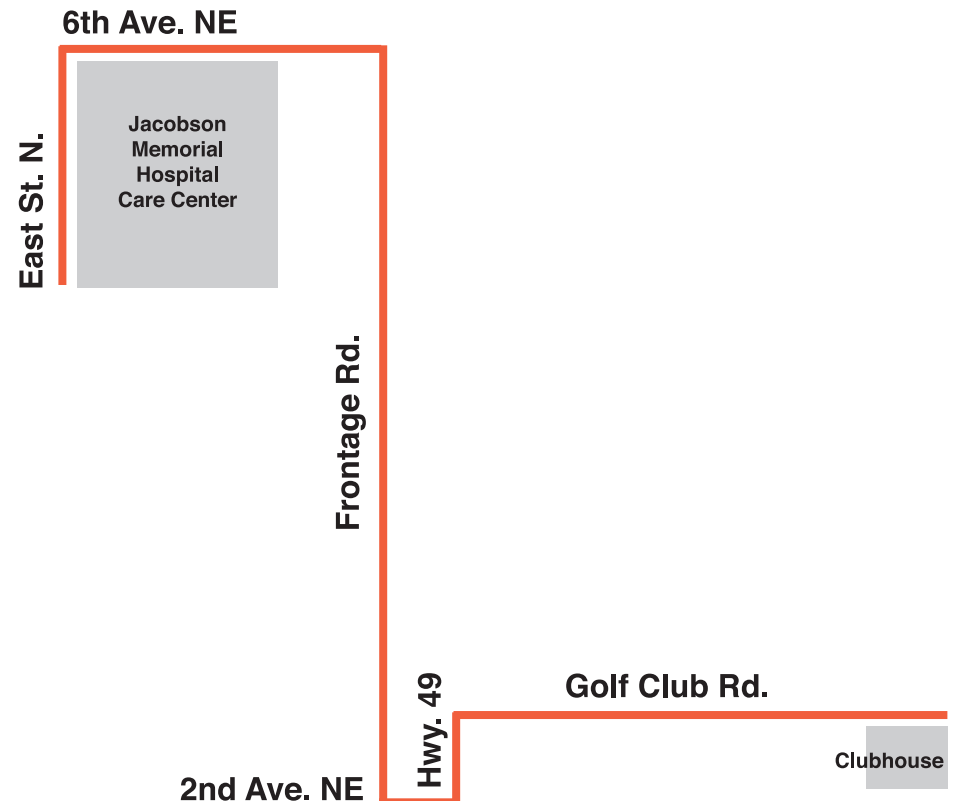 6th Ave. NE
East St. N.
Jacobson
Memorial
Hospital
Care Center
Frontage Rd.
Hwy. 49
Golf Club Rd.
Clubhouse
2nd Ave. NE